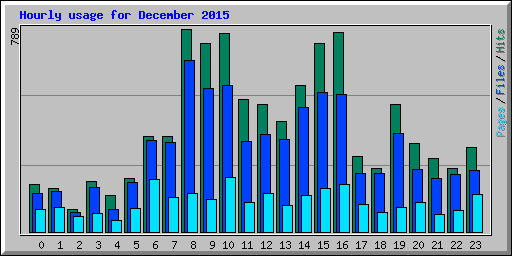 Hourly usage for December 2015
789
Pages/Files/Hits
0 1 2 3 4 5 6 7 8 9 10 11 12 13 14 15 16 17 18 19 20 21 22 23